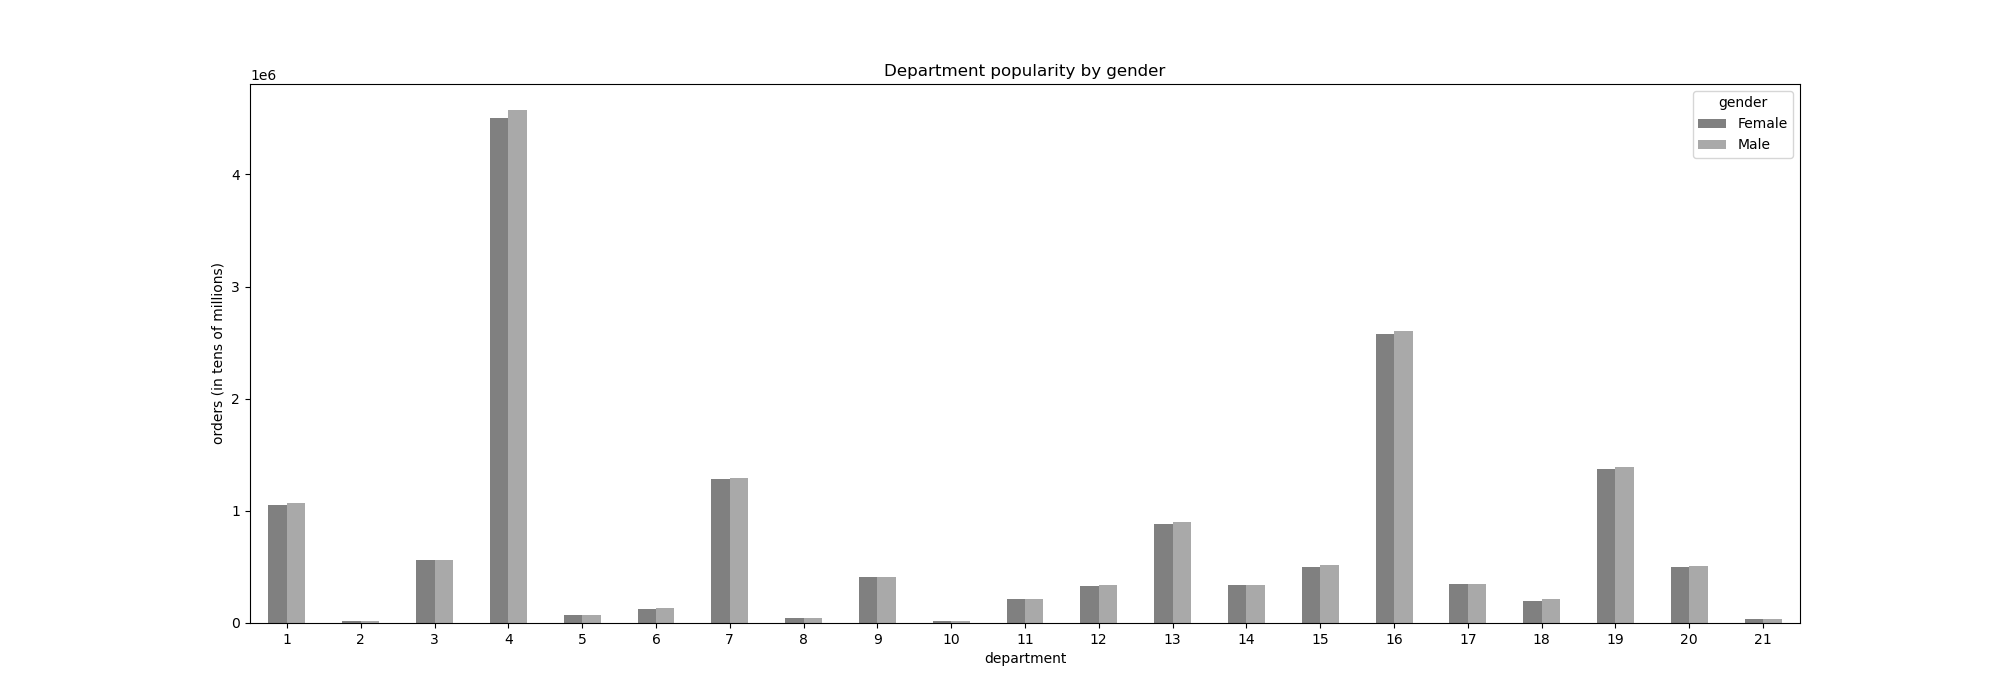 Department popularity by gender
1e6
gender
Female
Male
4
3
2
1
0
orders (in tens of millions)
1 2 3 4 5 6 7 8 9 10 11 12 13 14 15 16 17 18 19 20 21
department